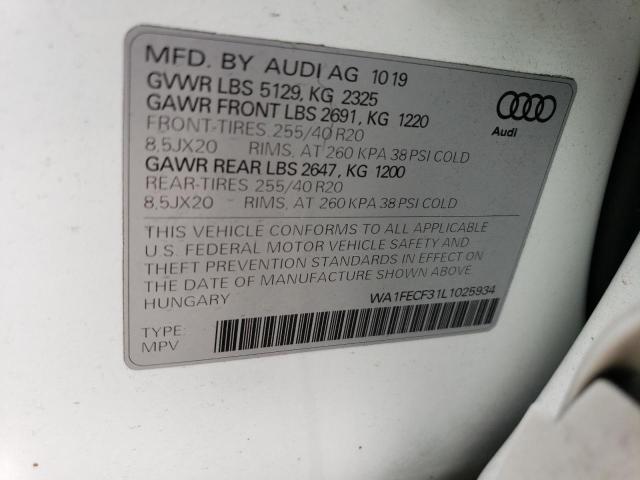 MFD. BY AUDI AG 10 19
GVWR LBS 5129, KG 2325
GAWR FRONT LBS 2691, KG 1220
FRONT-TIRES 255/40 R20
8,5JX20 RIMS, AT 260 KPA 38 PSI COLD
GAWR REAR LBS 2647, KG 1200
REAR-TIRES 255/40 R20
8,5JX20 RIMS, AT 260 KPA 38 PSI COLD
Audi
THIS VEHICLE CONFORMS TO ALL APPLICABLE
U.S. FEDERAL MOTOR VEHICLE SAFETY AND
THEFT PREVENTION STANDARDS IN EFFECT ON
THE DATE OF MANUFACTURE SHOWN ABOVE.
HUNGARY
WA1FECF31L1025934
TYPE:
MPV